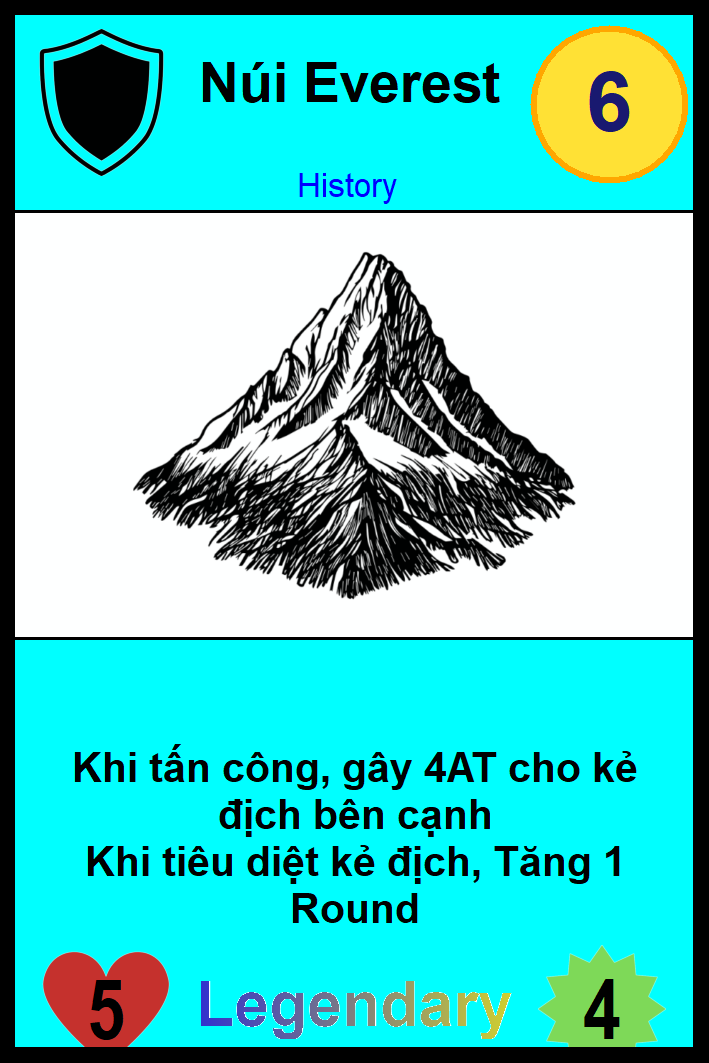 Núi Everest
6
History
Khi tấn công, gây 4AT cho kẻ
địch bên cạnh
Khi tiêu diệt kẻ địch, Tăng 1
Round
5
Legendary
4